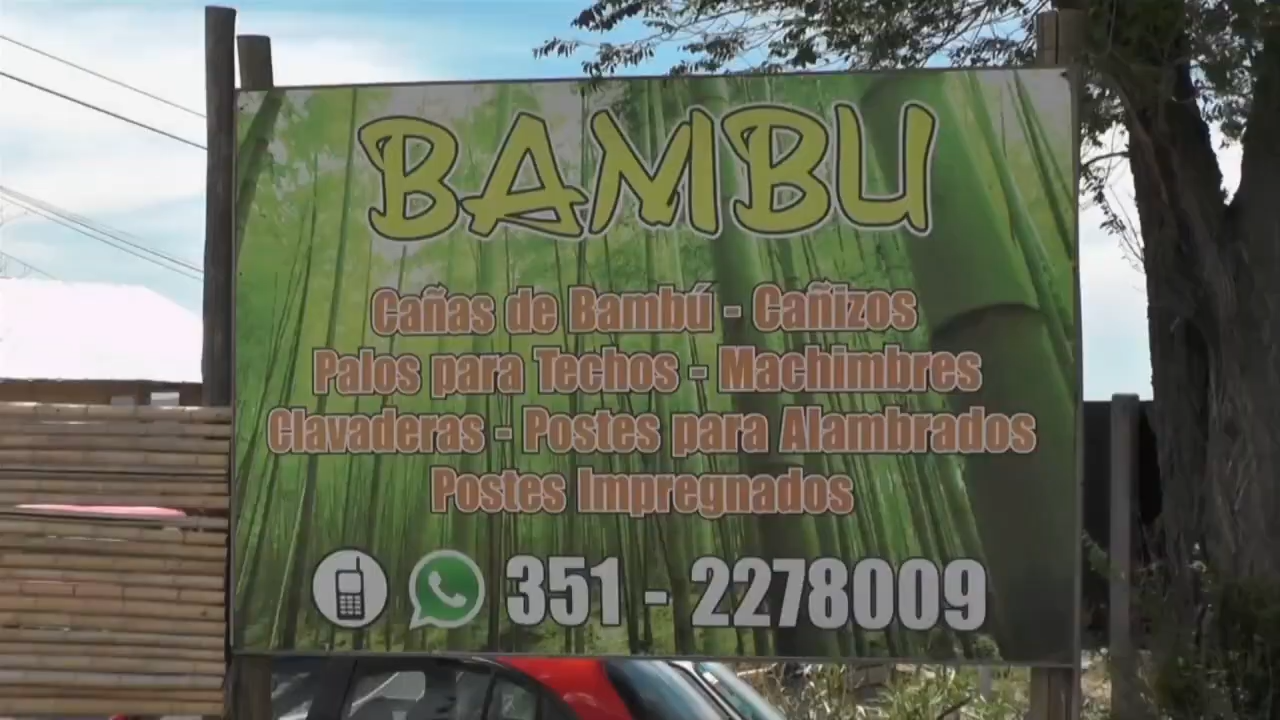 BAMBU
Cañas de Bambú - Cañizos
Palos para Techos - Machimbres
Clavaderas - Postes para Alambrados
Postes Impregnados
351 - 2278009